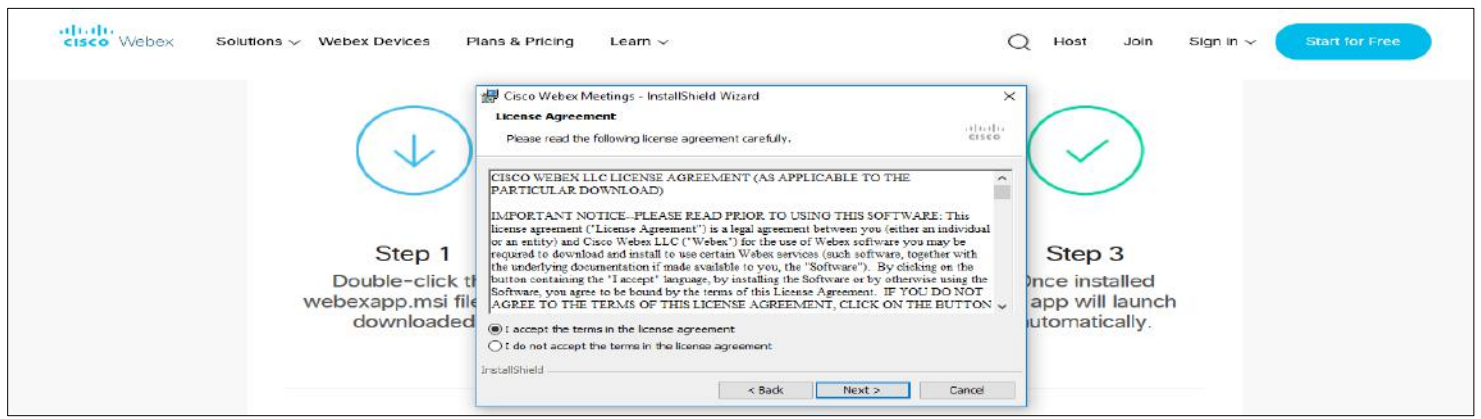 cisco Webex Solutions Webex Devices Plans & Pricing Learn Host Join Sign in Start for Free
Cisco Webex Meetings - InstallShield Wizard
License Agreement
Please read the following license agreement carefully.
cisco
CISCO WEBEX LLC LICENSE AGREEMENT (AS APPLICABLE TO THE
PARTICULAR DOWNLOAD)
IMPORTANT NOTICE--PLEASE READ PRIOR TO USING THIS SOFTWARE: This
license agreement ("License Agreement") is a legal agreement between you (either an individual
or an entity) and Cisco Webex LLC ("Webex") for the use of Webex software you may be
required to download and install to use certain Webex services (such software, together with
the underlying documentation if made available to you, the "Software"). By clicking on the
button containing the "I accept" language, by installing the Software or by otherwise using the
Software, you agree to be bound by the terms of this License Agreement. IF YOU DO NOT
AGREE TO THE TERMS OF THIS LICENSE AGREEMENT, CLICK ON THE BUTTON
I accept the terms in the license agreement
I do not accept the terms in the license agreement
InstallShield
< Back Next > Cancel
Step 1
Double-click th
webexapp.msi file
downloaded
Step 3
Once installed
app will launch
automatically.